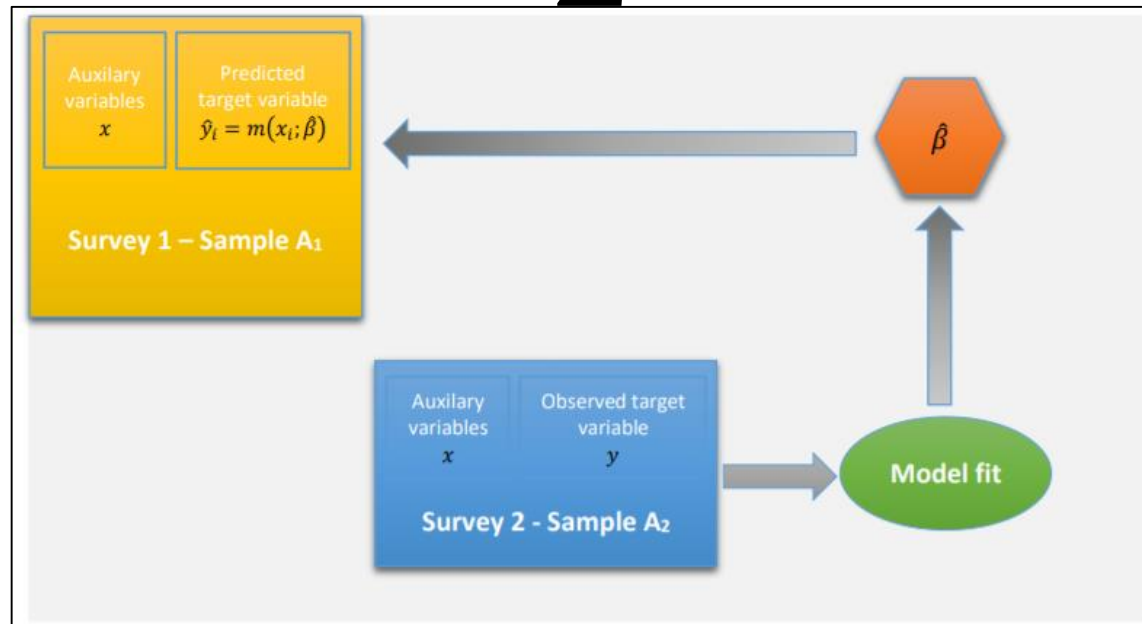 Auxilary
variables
x
Predicted
target variable
ŷᵢ = m(xᵢ; β̂)
Survey 1 – Sample A₁
β̂
Auxilary
variables
x
Observed target
variable
y
Survey 2 - Sample A₂
Model fit